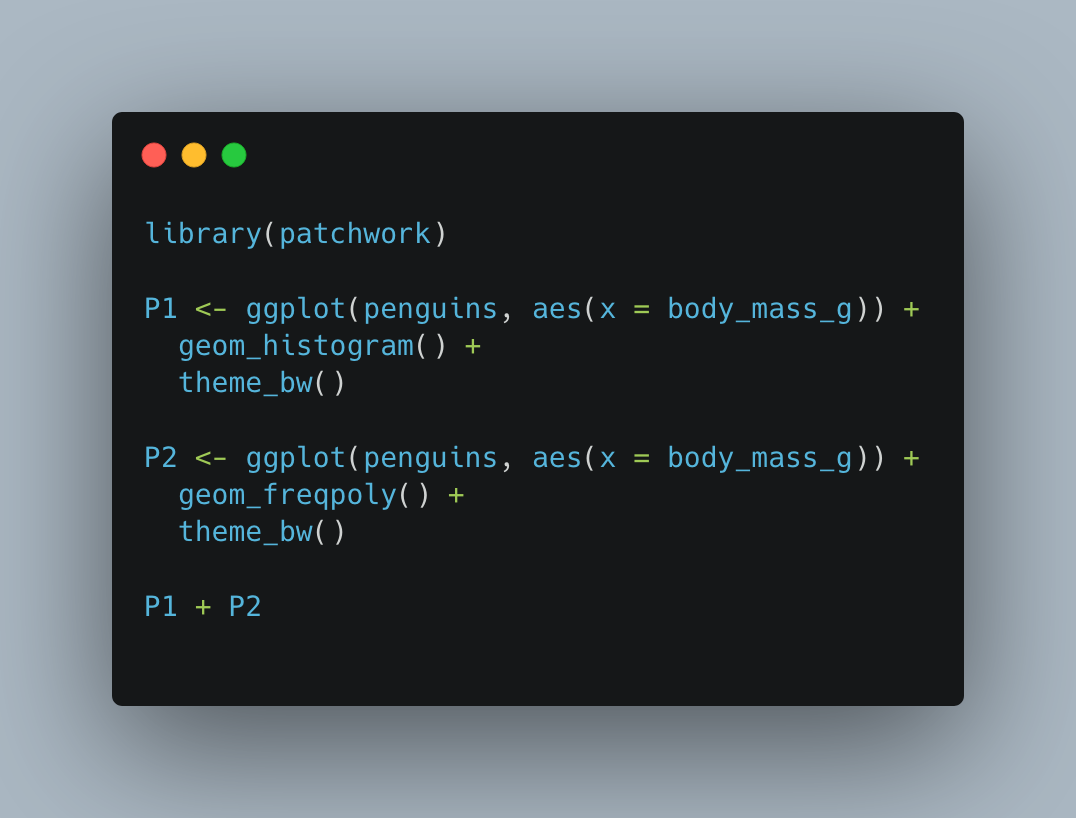 library(patchwork)
P1 <- ggplot(penguins, aes(x = body_mass_g)) +
  geom_histogram() +
  theme_bw()
P2 <- ggplot(penguins, aes(x = body_mass_g)) +
  geom_freqpoly() +
  theme_bw()
P1 + P2